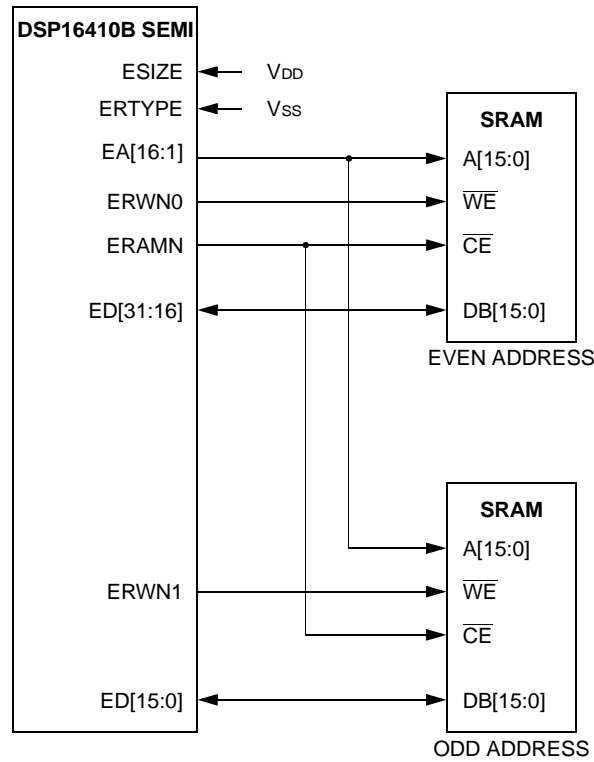 DSP16410B SEMI
ESIZE
VDD
ERTYPE
VSS
EA[16:1]
ERWN0
ERAMN
ED[31:16]
SRAM
A[15:0]
WE
CE
DB[15:0]
EVEN ADDRESS
ERWN1
ED[15:0]
SRAM
A[15:0]
WE
CE
DB[15:0]
ODD ADDRESS